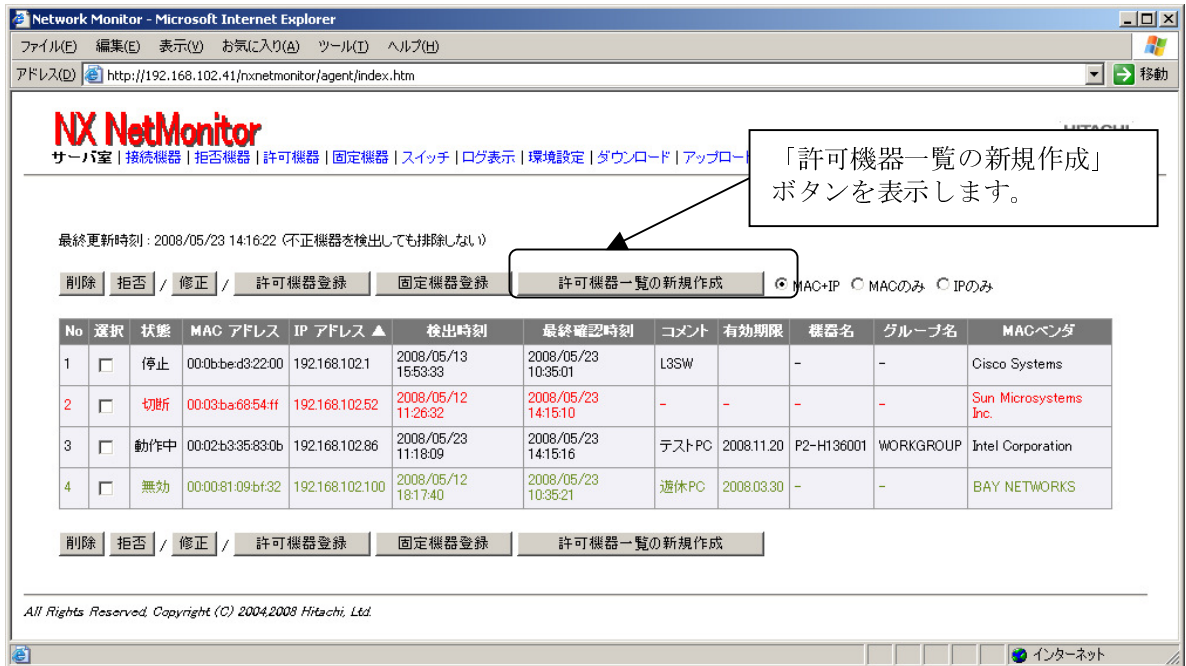 Network Monitor - Microsoft Internet Explorer
ファイル(F) 編集(E) 表示(V) お気に入り(A) ツール(T) ヘルプ(H)
アドレス(D) http://192.168.102.41/nxnetmonitor/agent/index.htm 移動
NX NetMonitor
HITACHI
サーバ室 | 接続機器 | 拒否機器 | 許可機器 | 固定機器 | スイッチ | ログ表示 | 環境設定 | ダウンロード | アップロード
「許可機器一覧の新規作成」
ボタンを表示します。
最終更新時刻 : 2008/05/23 14:16:22 (不正機器を検出しても排除しない)
削除 拒否 / 修正 / 許可機器登録 固定機器登録 許可機器一覧の新規作成 MAC+IP MACのみ IPのみ
No 選択 状態 MAC アドレス IP アドレス ▲ 検出時刻 最終確認時刻 コメント 有効期限 機器名 グループ名 MACベンダ
1 停止 00:0b:be:d3:22:00 192.168.102.1 2008/05/13 15:53:33 2008/05/23 10:35:01 L3SW - - Cisco Systems
2 切断 00:03:ba:68:54:ff 192.168.102.52 2008/05/12 11:26:32 2008/05/23 14:15:10 - - - - Sun Microsystems Inc.
3 動作中 00:02:b3:35:83:0b 192.168.102.86 2008/05/23 11:18:09 2008/05/23 14:15:16 テストPC 2008.11.20 P2-H136001 WORKGROUP Intel Corporation
4 無効 00:00:81:09:bf:32 192.168.102.100 2008/05/12 18:17:40 2008/05/23 10:35:21 遊休PC 2008.03.30 - - BAY NETWORKS
削除 拒否 / 修正 / 許可機器登録 固定機器登録 許可機器一覧の新規作成
All Rights Reserved, Copyright (C) 2004,2008 Hitachi, Ltd.
インターネット